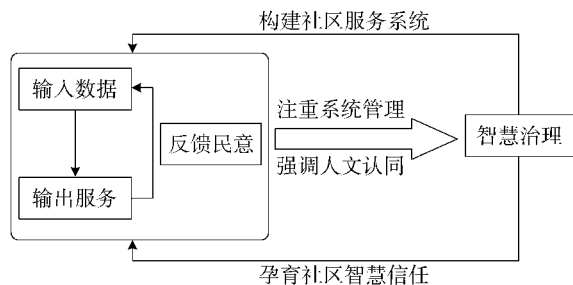 构建社区服务系统
输入数据
注重系统管理
反馈民意
智慧治理
强调人文认同
输出服务
孕育社区智慧信任